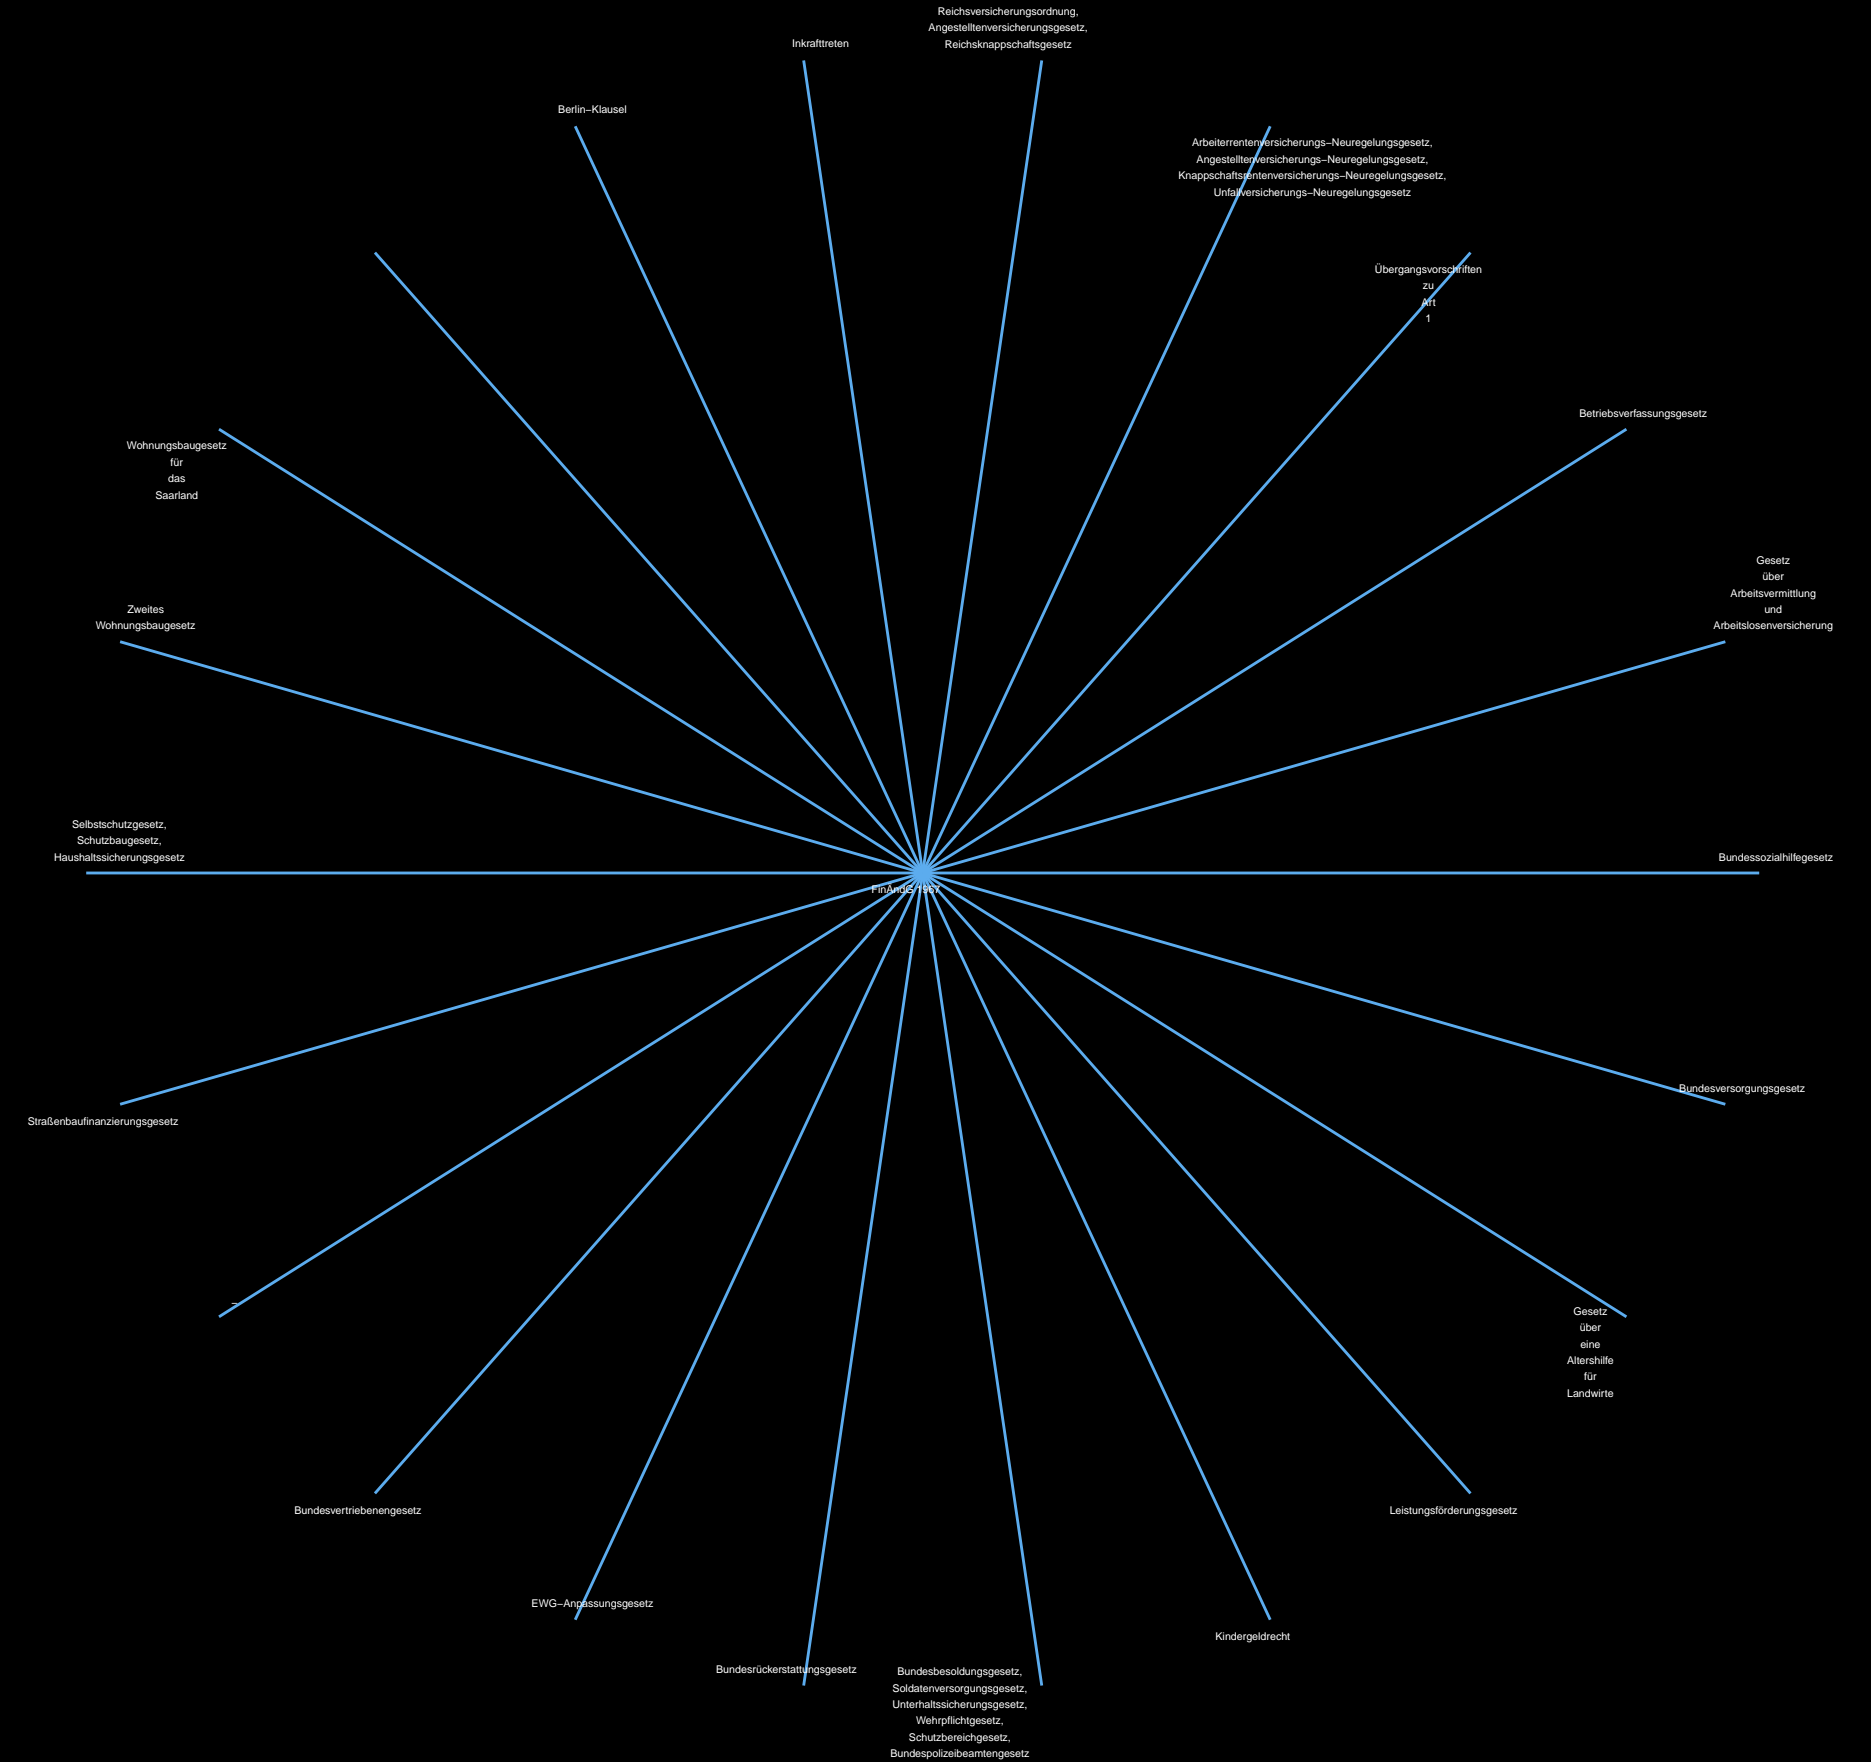 Reichsversicherungsordnung,
Angestelltenversicherungsgesetz,
Reichsknappschaftsgesetz
Inkrafttreten
Berlin–Klausel
Arbeiterrentenversicherungs–Neuregelungsgesetz,
Angestelltenversicherungs–Neuregelungsgesetz,
Knappschaftsrentenversicherungs–Neuregelungsgesetz,
Unfallversicherungs–Neuregelungsgesetz
Übergangsvorschriften
zu
Art
1
Betriebsverfassungsgesetz
Wohnungsbaugesetz
für
das
Saarland
Gesetz
über
Arbeitsvermittlung
und
Arbeitslosenversicherung
Zweites
Wohnungsbaugesetz
Selbstschutzgesetz,
Schutzbaugesetz,
Haushaltssicherungsgesetz
Bundessozialhilfegesetz
FinÄndG 1967
Bundesversorgungsgesetz
Straßenbaufinanzierungsgesetz
–
Gesetz
über
eine
Altershilfe
für
Landwirte
Bundesvertriebenengesetz
Leistungsförderungsgesetz
EWG–Anpassungsgesetz
Kindergeldrecht
Bundesrückerstattungsgesetz
Bundesbesoldungsgesetz,
Soldatenversorgungsgesetz,
Unterhaltssicherungsgesetz,
Wehrpflichtgesetz,
Schutzbereichgesetz,
Bundespolizeibeamtengesetz